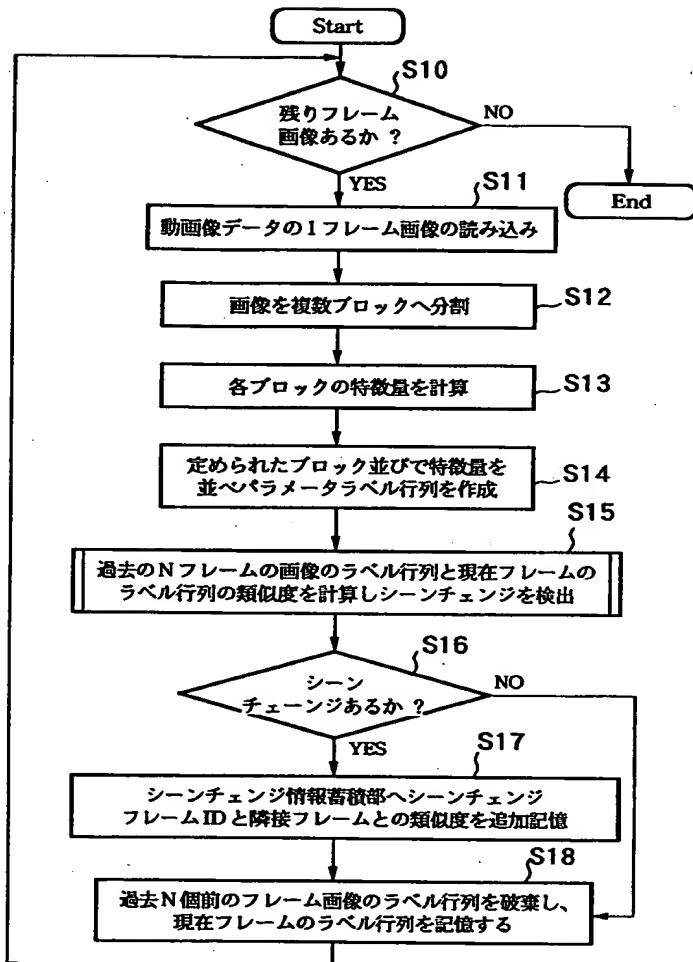 Start
S10
残りフレーム
画像あるか ?
NO
YES
End
S11
動画像データの1フレーム画像の読み込み
S12
画像を複数ブロックへ分割
S13
各ブロックの特徴量を計算
S14
定められたブロック並びで特徴量を
並べパラメータラベル行列を作成
S15
過去のNフレームの画像のラベル行列と現在フレームの
ラベル行列の類似度を計算しシーンチェンジを検出
S16
シーン
チェーンジあるか ?
NO
YES
S17
シーンチェンジ情報蓄積部へシーンチェンジ
フレームIDと隣接フレームとの類似度を追加記憶
S18
過去N個前のフレーム画像のラベル行列を破棄し、
現在フレームのラベル行列を記憶する